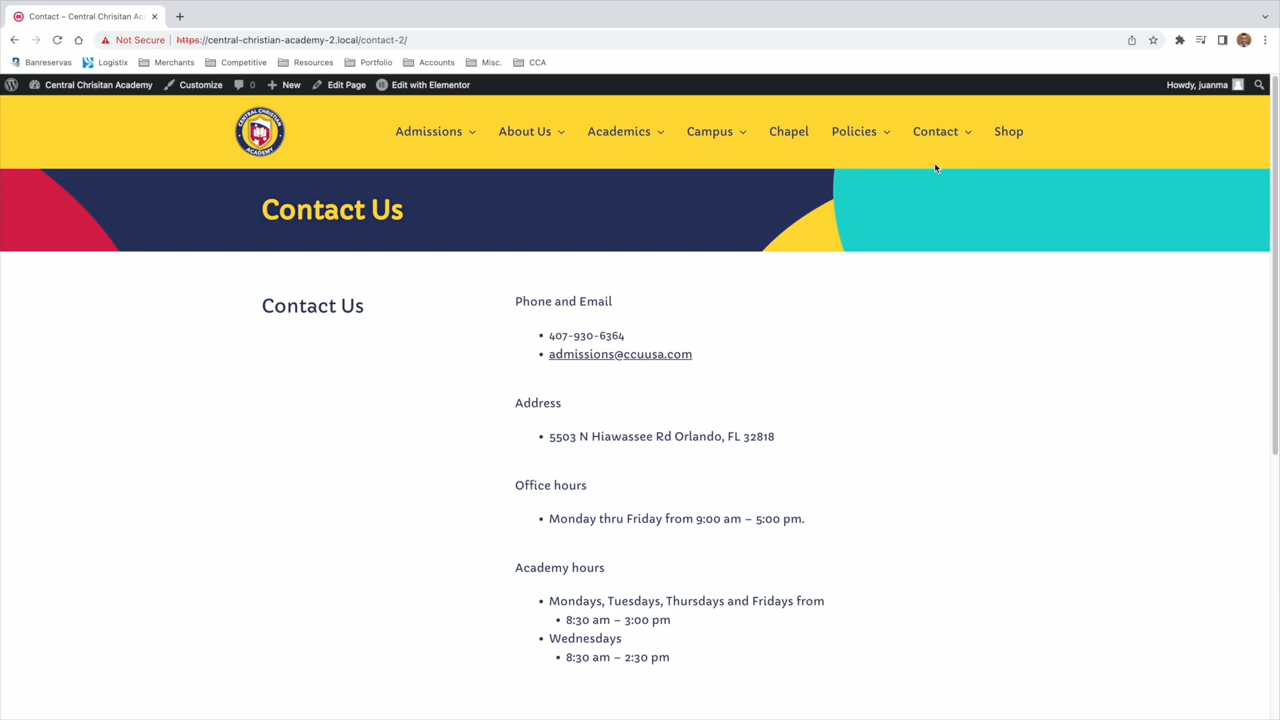 Contact – Central Chrisitan Ac
Not Secure https://central-christian-academy-2.local/contact-2/
Banreservas Logistix Merchants Competitive Resources Portfolio Accounts Misc. CCA
Central Chrisitan Academy Customize 0 New Edit Page Edit with Elementor Howdy, juanma
CENTRAL CHRISTIAN ACADEMY
Admissions About Us Academics Campus Chapel Policies Contact Shop
Contact Us
Contact Us
Phone and Email
• 407-930-6364
• admissions@ccuusa.com
Address
• 5503 N Hiawassee Rd Orlando, FL 32818
Office hours
• Monday thru Friday from 9:00 am – 5:00 pm.
Academy hours
• Mondays, Tuesdays, Thursdays and Fridays from
• 8:30 am – 3:00 pm
• Wednesdays
• 8:30 am – 2:30 pm